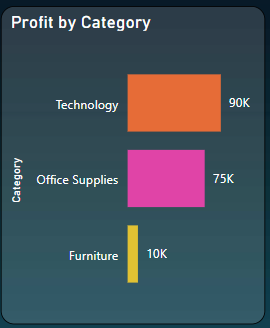 Profit by Category
Category
Technology 90K
Office Supplies 75K
Furniture 10K